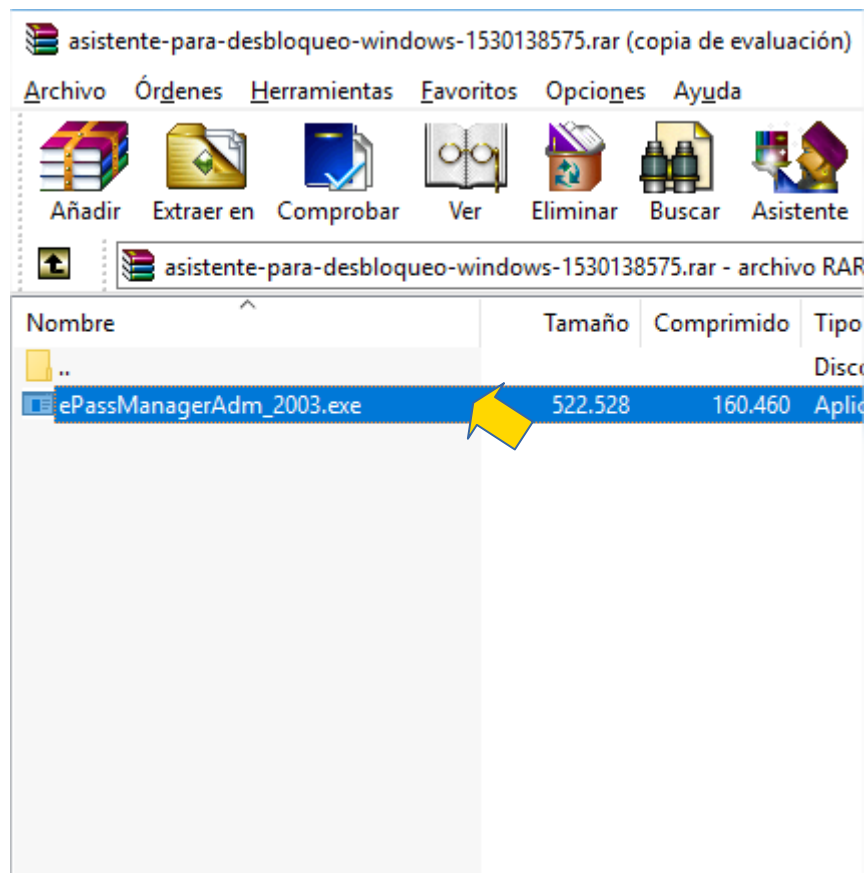 asistente-para-desbloqueo-windows-1530138575.rar (copia de evaluación)
Archivo Órdenes Herramientas Favoritos Opciones Ayuda
Añadir Extraer en Comprobar Ver Eliminar Buscar Asistente
asistente-para-desbloqueo-windows-1530138575.rar - archivo RAR
Nombre Tamaño Comprimido Tipo
.. Disco
ePassManagerAdm_2003.exe 522.528 160.460 Aplic